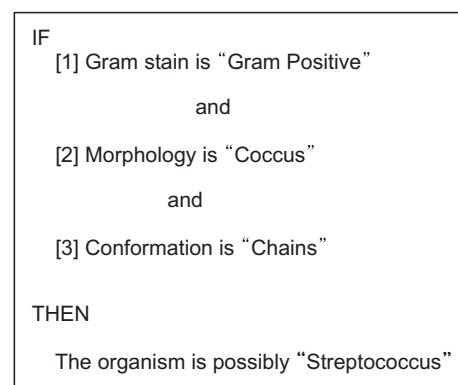 IF
[1] Gram stain is “Gram Positive”
and
[2] Morphology is “Coccus”
and
[3] Conformation is “Chains”
THEN
The organism is possibly “Streptococcus”